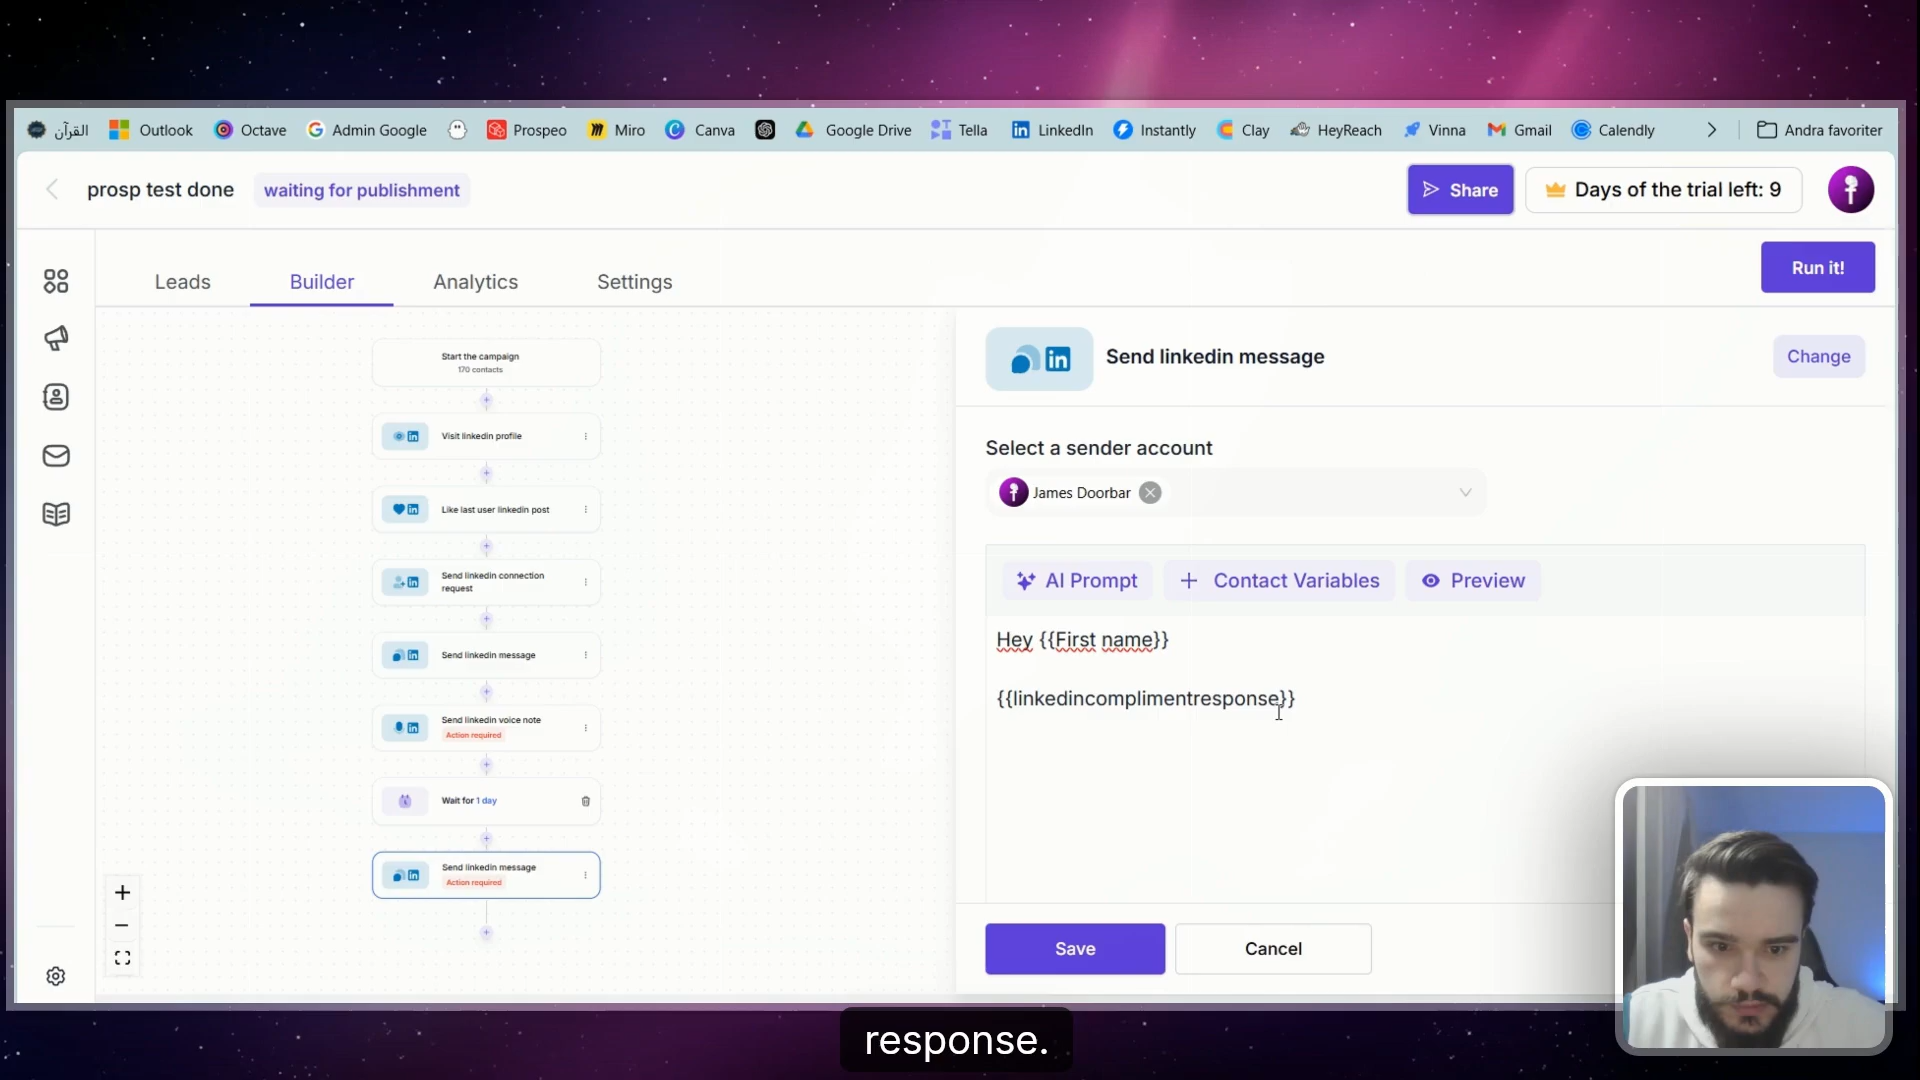 القرآن Outlook Octave Admin Google Prospeo Miro Canva Google Drive Tella LinkedIn Instantly Clay HeyReach Vinna Gmail Calendly Andra favoriter
prosp test done waiting for publishment Share Days of the trial left: 9
Leads Builder Analytics Settings Run it!
Start the campaign
170 contacts
Visit linkedin profile
Like last user linkedin post
Send linkedin connection
request
Send linkedin message
Send linkedin voice note
Action required
Wait for 1 day
Send linkedin message
Action required
Send linkedin message Change
Select a sender account
James Doorbar
AI Prompt Contact Variables Preview
Hey {{First name}}
{{linkedincomplimentresponse}}
Save Cancel
response.